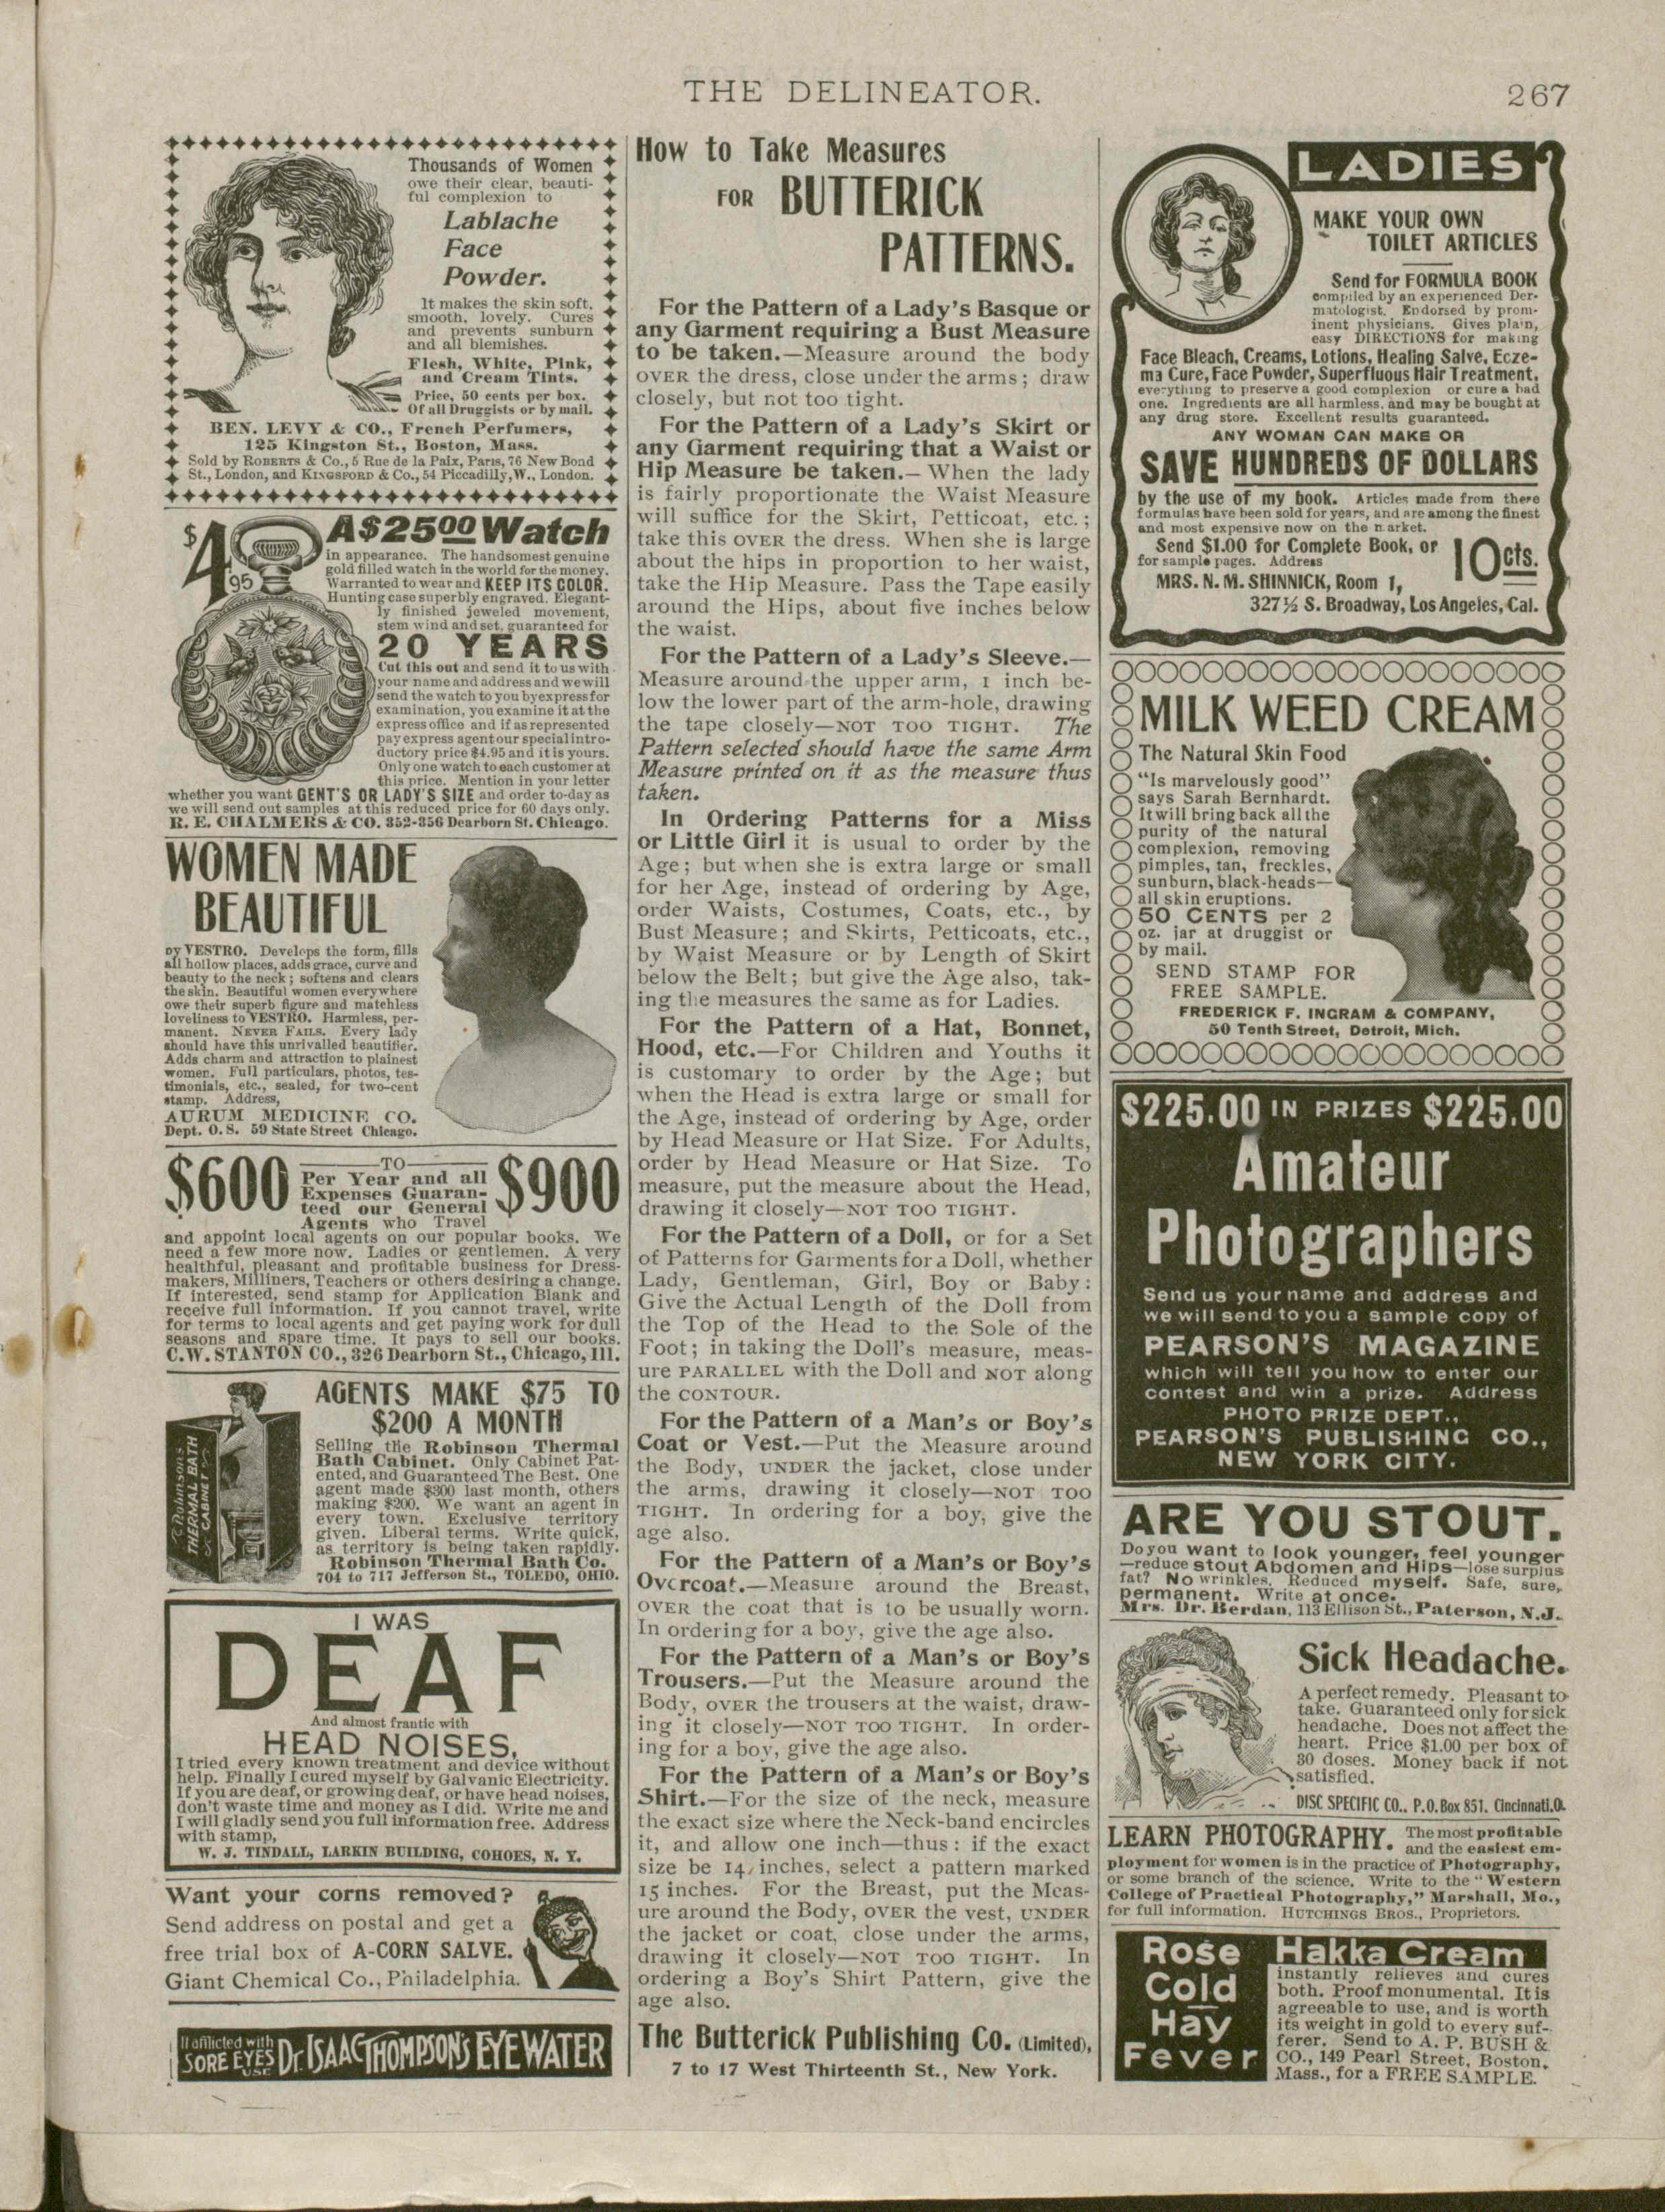 THE DELINEATOR.
267
Thousands of Women
owe their clear, beauti-
ful complexion to
Lablache
Face
Powder.
It makes the skin soft,
smooth, lovely. Cures
and prevents sunburn
and all blemishes.
Flesh, White, Pink,
and Cream Tints.
Price, 50 cents per box.
Of all Druggists or by mail.
BEN. LEVY & CO., French Perfumers,
125 Kingston St., Boston, Mass.
Sold by ROBERTS & Co., 5 Rue de la Paix, Paris, 76 New Bond
St., London, and KINGSFORD & Co., 54 Piccadilly, W., London.
$4.95
A $25.00 Watch
in appearance. The handsomest genuine
gold filled watch in the world for the money.
Warranted to wear and KEEP ITS COLOR.
Hunting case superbly engraved. Elegant-
ly finished jeweled movement,
stem wind and set, guaranteed for
20 YEARS
Cut this out and send it to us with
your name and address and we will
send the watch to you by express for
examination, you examine it at the
express office and if as represented
pay express agent our special intro-
ductory price $4.95 and it is yours.
Only one watch to each customer at
this price. Mention in your letter
whether you want GENT'S OR LADY'S SIZE and order to-day as
we will send out samples at this reduced price for 60 days only.
R. E. CHALMERS & CO. 352-356 Dearborn St. Chicago.
WOMEN MADE
BEAUTIFUL
by VESTRO. Develops the form, fills
all hollow places, adds grace, curve and
beauty to the neck; softens and clears
the skin. Beautiful women everywhere
owe their superb figure and matchless
loveliness to VESTRO. Harmless, per-
manent. NEVER FAILS. Every lady
should have this unrivalled beautifier.
Adds charm and attraction to plainest
women. Full particulars, photos, tes-
timonials, etc., sealed, for two-cent
stamp. Address,
AURUM MEDICINE CO.
Dept. O. S. 59 State Street Chicago.
$600 TO $900
Per Year and all
Expenses Guaran-
teed our General
Agents who Travel
and appoint local agents on our popular books. We
need a few more now. Ladies or gentlemen. A very
healthful, pleasant and profitable business for Dress-
makers, Milliners, Teachers or others desiring a change.
If interested, send stamp for Application Blank and
receive full information. If you cannot travel, write
for terms to local agents and get paying work for dull
seasons and spare time. It pays to sell our books.
C. W. STANTON CO., 326 Dearborn St., Chicago, Ill.
Robinson's
THERMAL BATH
CABINET
AGENTS MAKE $75 TO
$200 A MONTH
Selling the Robinson Thermal
Bath Cabinet. Only Cabinet Pat-
ented, and Guaranteed The Best. One
agent made $300 last month, others
making $200. We want an agent in
every town. Exclusive territory
given. Liberal terms. Write quick,
as territory is being taken rapidly.
Robinson Thermal Bath Co.
704 to 717 Jefferson St., TOLEDO, OHIO.
I WAS
DEAF
And almost frantic with
HEAD NOISES,
I tried every known treatment and device without
help. Finally I cured myself by Galvanic Electricity.
If you are deaf, or growing deaf, or have head noises,
don't waste time and money as I did. Write me and
I will gladly send you full information free. Address
with stamp,
W. J. TINDALL, LARKIN BUILDING, COHOES, N. Y.
Want your corns removed?
Send address on postal and get a
free trial box of A-CORN SALVE.
Giant Chemical Co., Philadelphia.
If afflicted with
SORE EYES
USE
Dr. ISAAC THOMPSON'S EYE WATER
How to Take Measures
FOR BUTTERICK
PATTERNS.
For the Pattern of a Lady's Basque or
any Garment requiring a Bust Measure
to be taken.—Measure around the body
OVER the dress, close under the arms; draw
closely, but not too tight.
For the Pattern of a Lady's Skirt or
any Garment requiring that a Waist or
Hip Measure be taken.—When the lady
is fairly proportionate the Waist Measure
will suffice for the Skirt, Petticoat, etc.;
take this OVER the dress. When she is large
about the hips in proportion to her waist,
take the Hip Measure. Pass the Tape easily
around the Hips, about five inches below
the waist.
For the Pattern of a Lady's Sleeve.—
Measure around the upper arm, 1 inch be-
low the lower part of the arm-hole, drawing
the tape closely—NOT TOO TIGHT. The
Pattern selected should have the same Arm
Measure printed on it as the measure thus
taken.
In Ordering Patterns for a Miss
or Little Girl it is usual to order by the
Age; but when she is extra large or small
for her Age, instead of ordering by Age,
order Waists, Costumes, Coats, etc., by
Bust Measure; and Skirts, Petticoats, etc.,
by Waist Measure or by Length of Skirt
below the Belt; but give the Age also, tak-
ing the measures the same as for Ladies.
For the Pattern of a Hat, Bonnet,
Hood, etc.—For Children and Youths it
is customary to order by the Age; but
when the Head is extra large or small for
the Age, instead of ordering by Age, order
by Head Measure or Hat Size. For Adults,
order by Head Measure or Hat Size. To
measure, put the measure about the Head,
drawing it closely—NOT TOO TIGHT.
For the Pattern of a Doll, or for a Set
of Patterns for Garments for a Doll, whether
Lady, Gentleman, Girl, Boy or Baby:
Give the Actual Length of the Doll from
the Top of the Head to the Sole of the
Foot; in taking the Doll's measure, meas-
ure PARALLEL with the Doll and NOT along
the CONTOUR.
For the Pattern of a Man's or Boy's
Coat or Vest.—Put the Measure around
the Body, UNDER the jacket, close under
the arms, drawing it closely—NOT TOO
TIGHT. In ordering for a boy, give the
age also.
For the Pattern of a Man's or Boy's
Overcoat.—Measure around the Breast,
OVER the coat that is to be usually worn.
In ordering for a boy, give the age also.
For the Pattern of a Man's or Boy's
Trousers.—Put the Measure around the
Body, OVER the trousers at the waist, draw-
ing it closely—NOT TOO TIGHT. In order-
ing for a boy, give the age also.
For the Pattern of a Man's or Boy's
Shirt.—For the size of the neck, measure
the exact size where the Neck-band encircles
it, and allow one inch—thus: if the exact
size be 14 inches, select a pattern marked
15 inches. For the Breast, put the Meas-
ure around the Body, OVER the vest, UNDER
the jacket or coat, close under the arms,
drawing it closely—NOT TOO TIGHT. In
ordering a Boy's Shirt Pattern, give the
age also.
The Butterick Publishing Co. (Limited),
7 to 17 West Thirteenth St., New York.
LADIES
MAKE YOUR OWN
TOILET ARTICLES
Send for FORMULA BOOK
compiled by an experienced Der-
matologist. Endorsed by prom-
inent physicians. Gives plain,
easy DIRECTIONS for making
Face Bleach, Creams, Lotions, Healing Salve, Ecze-
ma Cure, Face Powder, Superfluous Hair Treatment,
everything to preserve a good complexion or cure a bad
one. Ingredients are all harmless, and may be bought at
any drug store. Excellent results guaranteed.
ANY WOMAN CAN MAKE OR
SAVE HUNDREDS OF DOLLARS
by the use of my book. Articles made from there
formulas have been sold for years, and are among the finest
and most expensive now on the market.
Send $1.00 for Complete Book, or 10 cts.
for sample pages. Address
MRS. N. M. SHINNICK, Room 1,
327½ S. Broadway, Los Angeles, Cal.
MILK WEED CREAM
The Natural Skin Food
"Is marvelously good"
says Sarah Bernhardt.
It will bring back all the
purity of the natural
complexion, removing
pimples, tan, freckles,
sunburn, black-heads—
all skin eruptions.
50 CENTS per 2
oz. jar at druggist or
by mail.
SEND STAMP FOR
FREE SAMPLE.
FREDERICK F. INGRAM & COMPANY,
50 Tenth Street, Detroit, Mich.
$225.00 IN PRIZES $225.00
Amateur
Photographers
Send us your name and address and
we will send to you a sample copy of
PEARSON'S MAGAZINE
which will tell you how to enter our
contest and win a prize. Address
PHOTO PRIZE DEPT.,
PEARSON'S PUBLISHING CO.,
NEW YORK CITY.
ARE YOU STOUT.
Do you want to look younger, feel younger
—reduce stout Abdomen and Hips—lose surplus
fat? No wrinkles. Reduced myself. Safe, sure,
permanent. Write at once.
Mrs. Dr. Berdan, 113 Ellison St., Paterson, N.J.
Sick Headache.
A perfect remedy. Pleasant to
take. Guaranteed only for sick
headache. Does not affect the
heart. Price $1.00 per box of
30 doses. Money back if not
satisfied.
DISC SPECIFIC CO., P.O. Box 851, Cincinnati, O.
LEARN PHOTOGRAPHY. The most profitable
and the easiest em-
ployment for women is in the practice of Photography,
or some branch of the science. Write to the "Western
College of Practical Photography," Marshall, Mo.,
for full information. HUTCHINGS BROS., Proprietors.
Rose
Cold
Hay
Fever
Hakka Cream
instantly relieves and cures
both. Proof monumental. It is
agreeable to use, and is worth
its weight in gold to every suf-
ferer. Send to A. P. BUSH &
CO., 149 Pearl Street, Boston,
Mass., for a FREE SAMPLE.